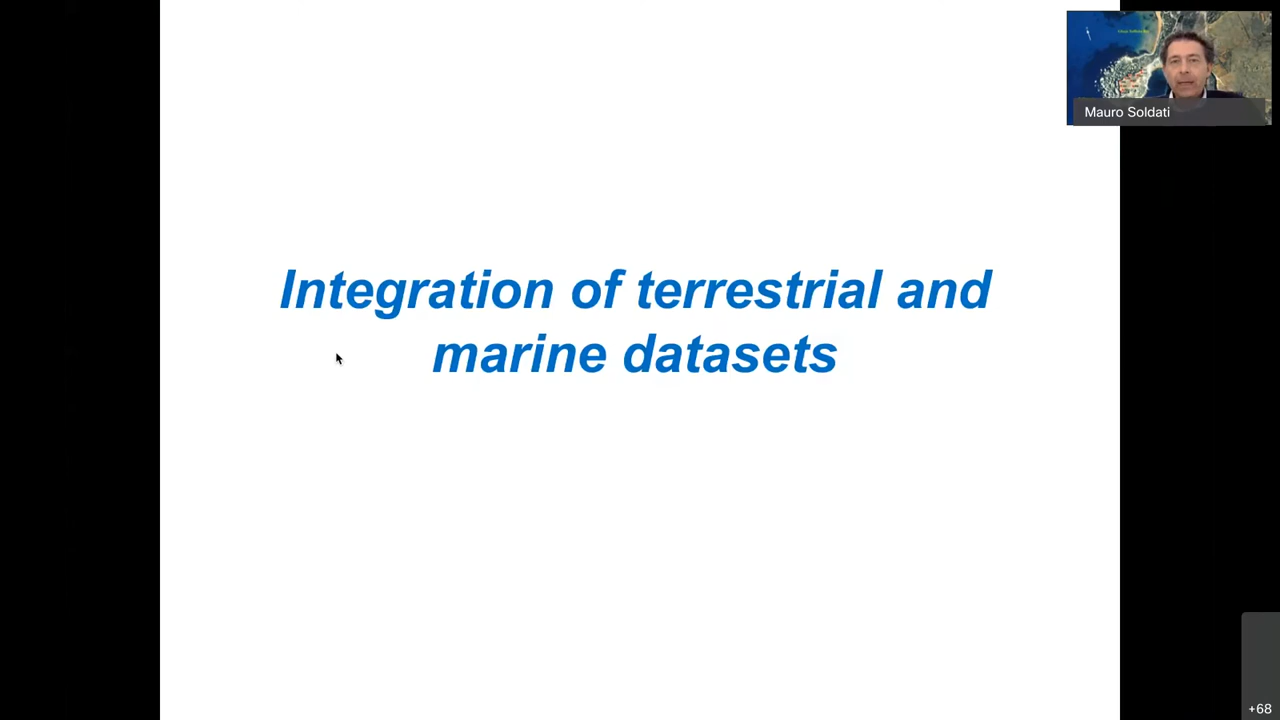 Integration of terrestrial and
marine datasets
Mauro Soldati
+68